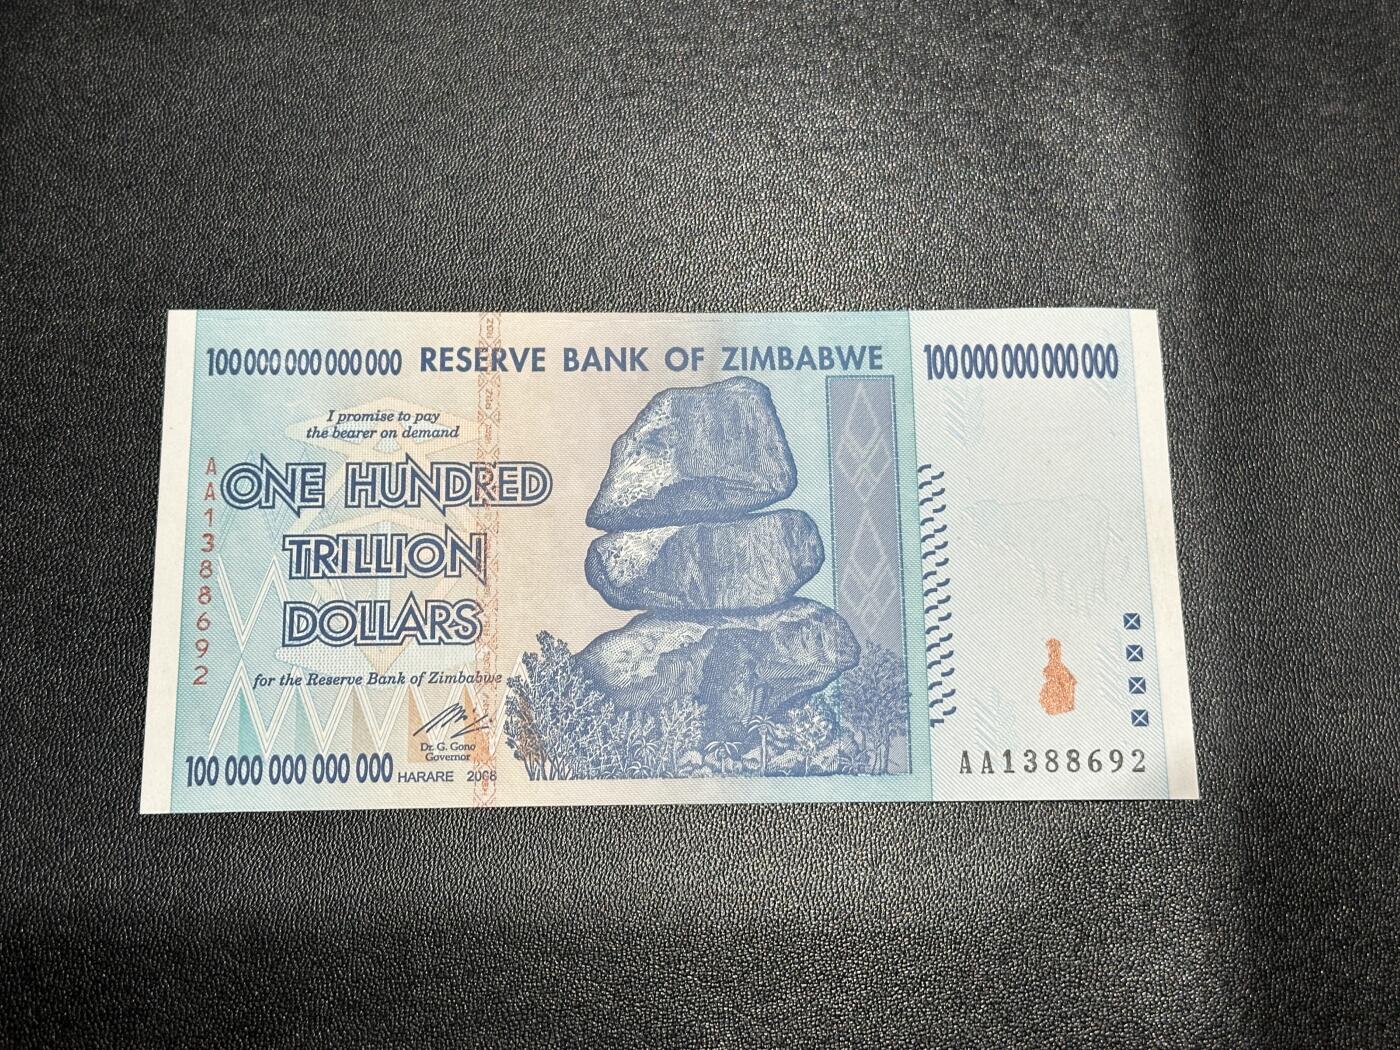 100 000 000 000 000 RESERVE BANK OF ZIMBABWE 100 000 000 000 000
I promise to pay
the bearer on demand
ONE HUNDRED
TRILLION
DOLLARS
for the Reserve Bank of Zimbabwe
Dr. G. Gono
Governor
100 000 000 000 000 HARARE 2008
AA1388692
AA1388692